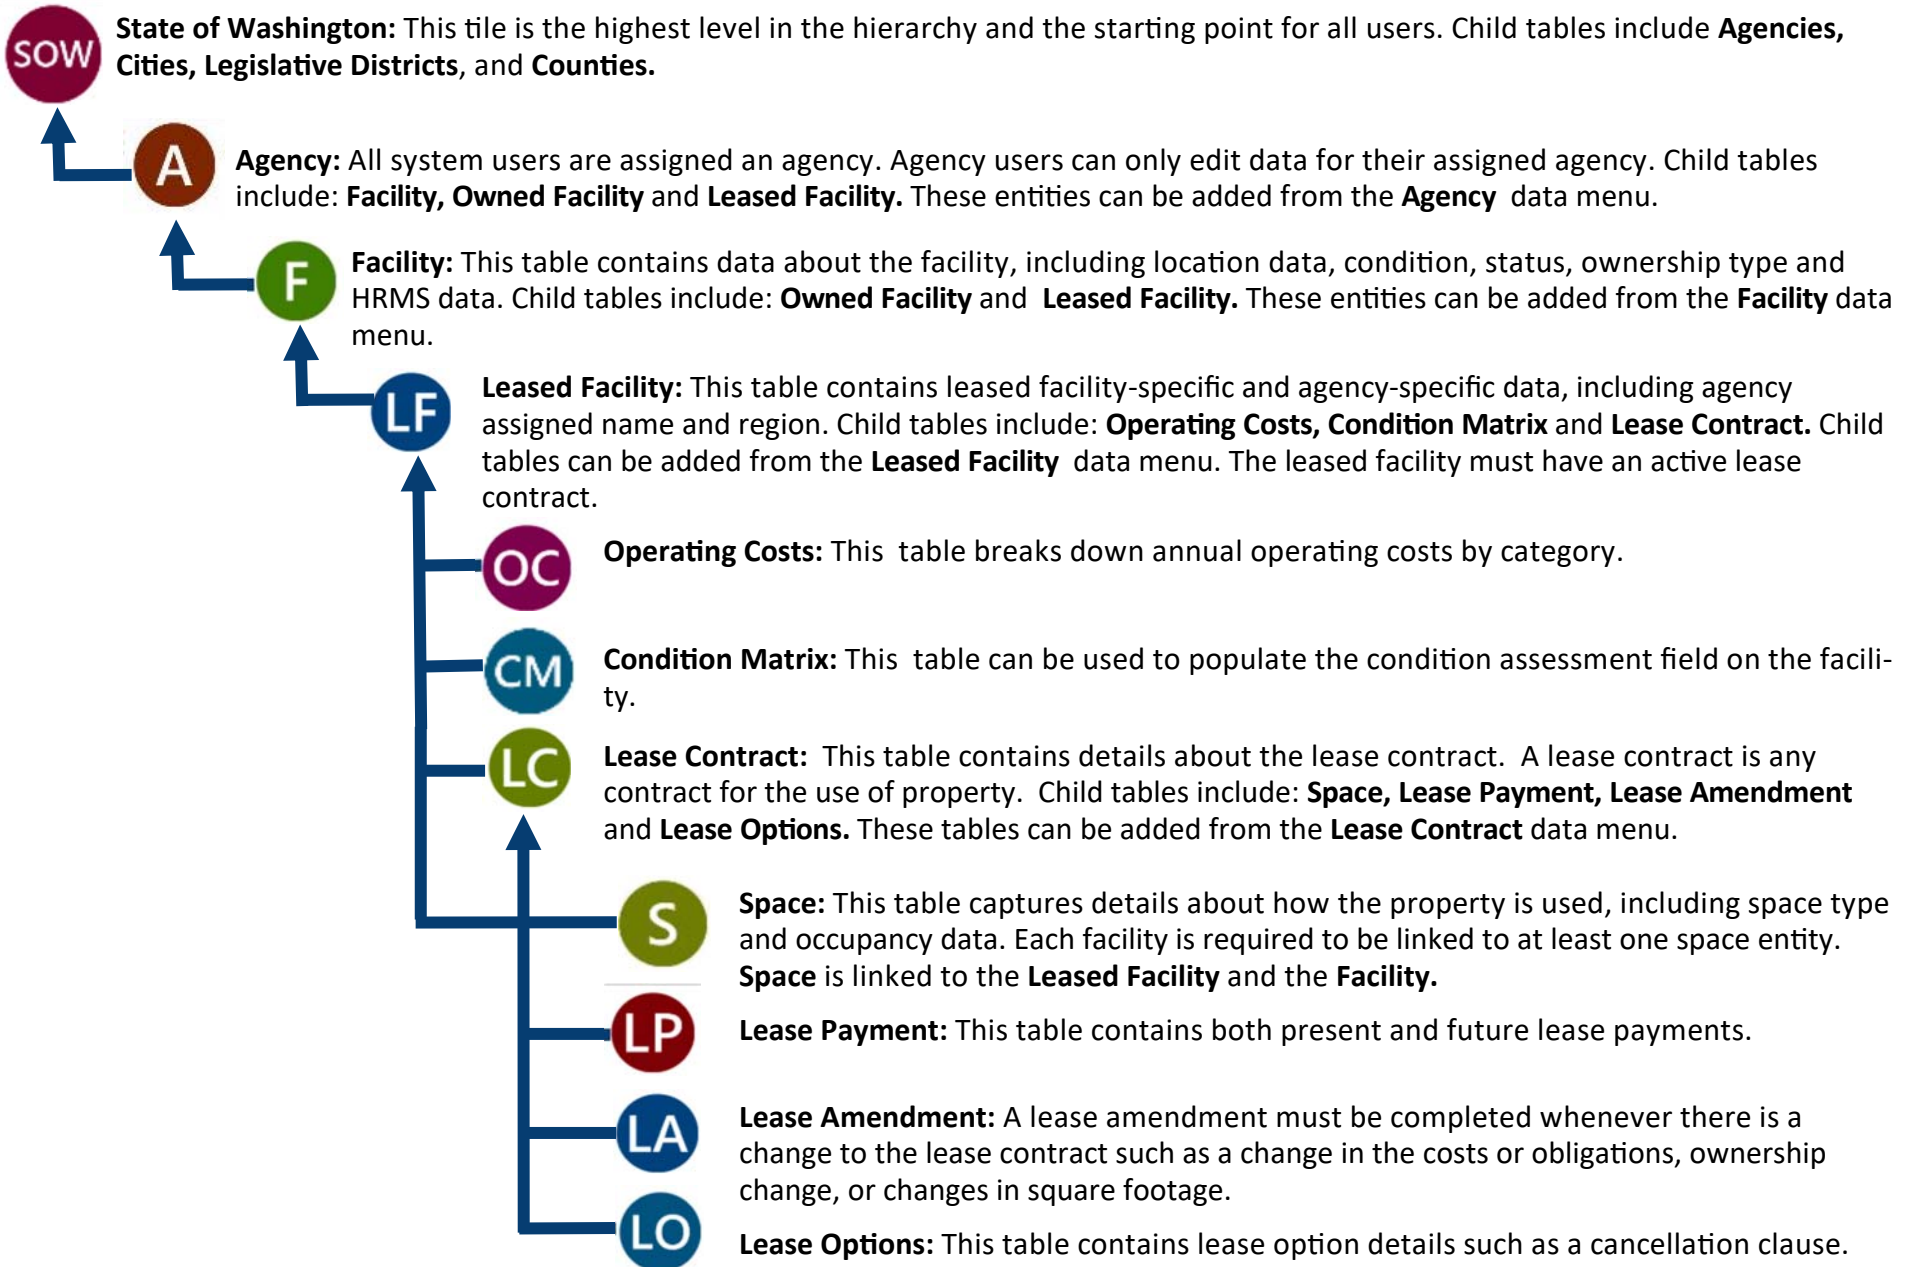 SOW
State of Washington: This tile is the highest level in the hierarchy and the starting point for all users. Child tables include Agencies,
Cities, Legislative Districts, and Counties.
A
Agency: All system users are assigned an agency. Agency users can only edit data for their assigned agency. Child tables
include: Facility, Owned Facility and Leased Facility. These entities can be added from the Agency data menu.
F
Facility: This table contains data about the facility, including location data, condition, status, ownership type and
HRMS data. Child tables include: Owned Facility and Leased Facility. These entities can be added from the Facility data
menu.
LF
Leased Facility: This table contains leased facility-specific and agency-specific data, including agency
assigned name and region. Child tables include: Operating Costs, Condition Matrix and Lease Contract. Child
tables can be added from the Leased Facility data menu. The leased facility must have an active lease
contract.
OC
Operating Costs: This table breaks down annual operating costs by category.
CM
Condition Matrix: This table can be used to populate the condition assessment field on the facili-
ty.
LC
Lease Contract: This table contains details about the lease contract. A lease contract is any
contract for the use of property. Child tables include: Space, Lease Payment, Lease Amendment
and Lease Options. These tables can be added from the Lease Contract data menu.
S
Space: This table captures details about how the property is used, including space type
and occupancy data. Each facility is required to be linked to at least one space entity.
Space is linked to the Leased Facility and the Facility.
LP
Lease Payment: This table contains both present and future lease payments.
LA
Lease Amendment: A lease amendment must be completed whenever there is a
change to the lease contract such as a change in the costs or obligations, ownership
change, or changes in square footage.
LO
Lease Options: This table contains lease option details such as a cancellation clause.